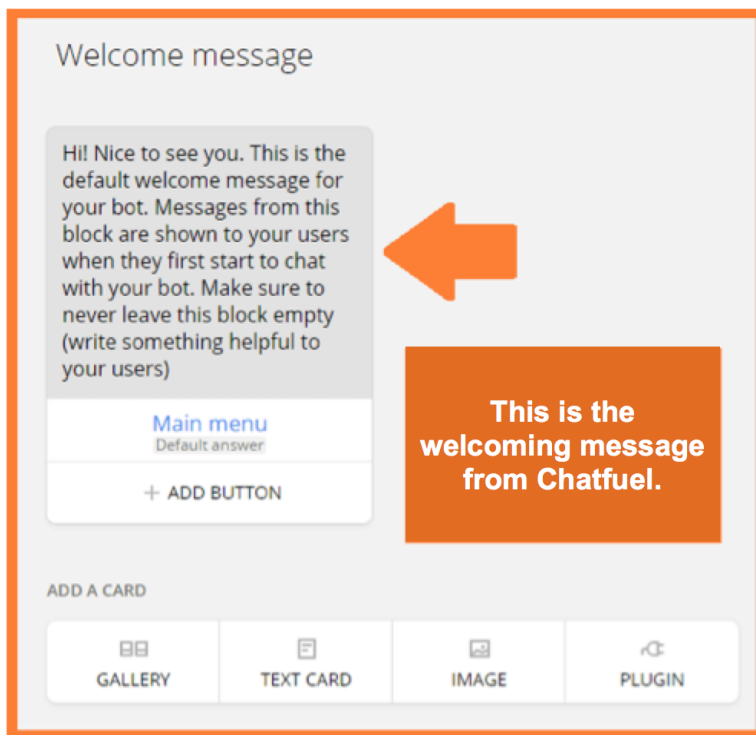 Welcome message
Hi! Nice to see you. This is the
default welcome message for
your bot. Messages from this
block are shown to your users
when they first start to chat
with your bot. Make sure to
never leave this block empty
(write something helpful to
your users)
Main menu
Default answer
+ ADD BUTTON
This is the
welcoming message
from Chatfuel.
ADD A CARD
GALLERY
TEXT CARD
IMAGE
PLUGIN